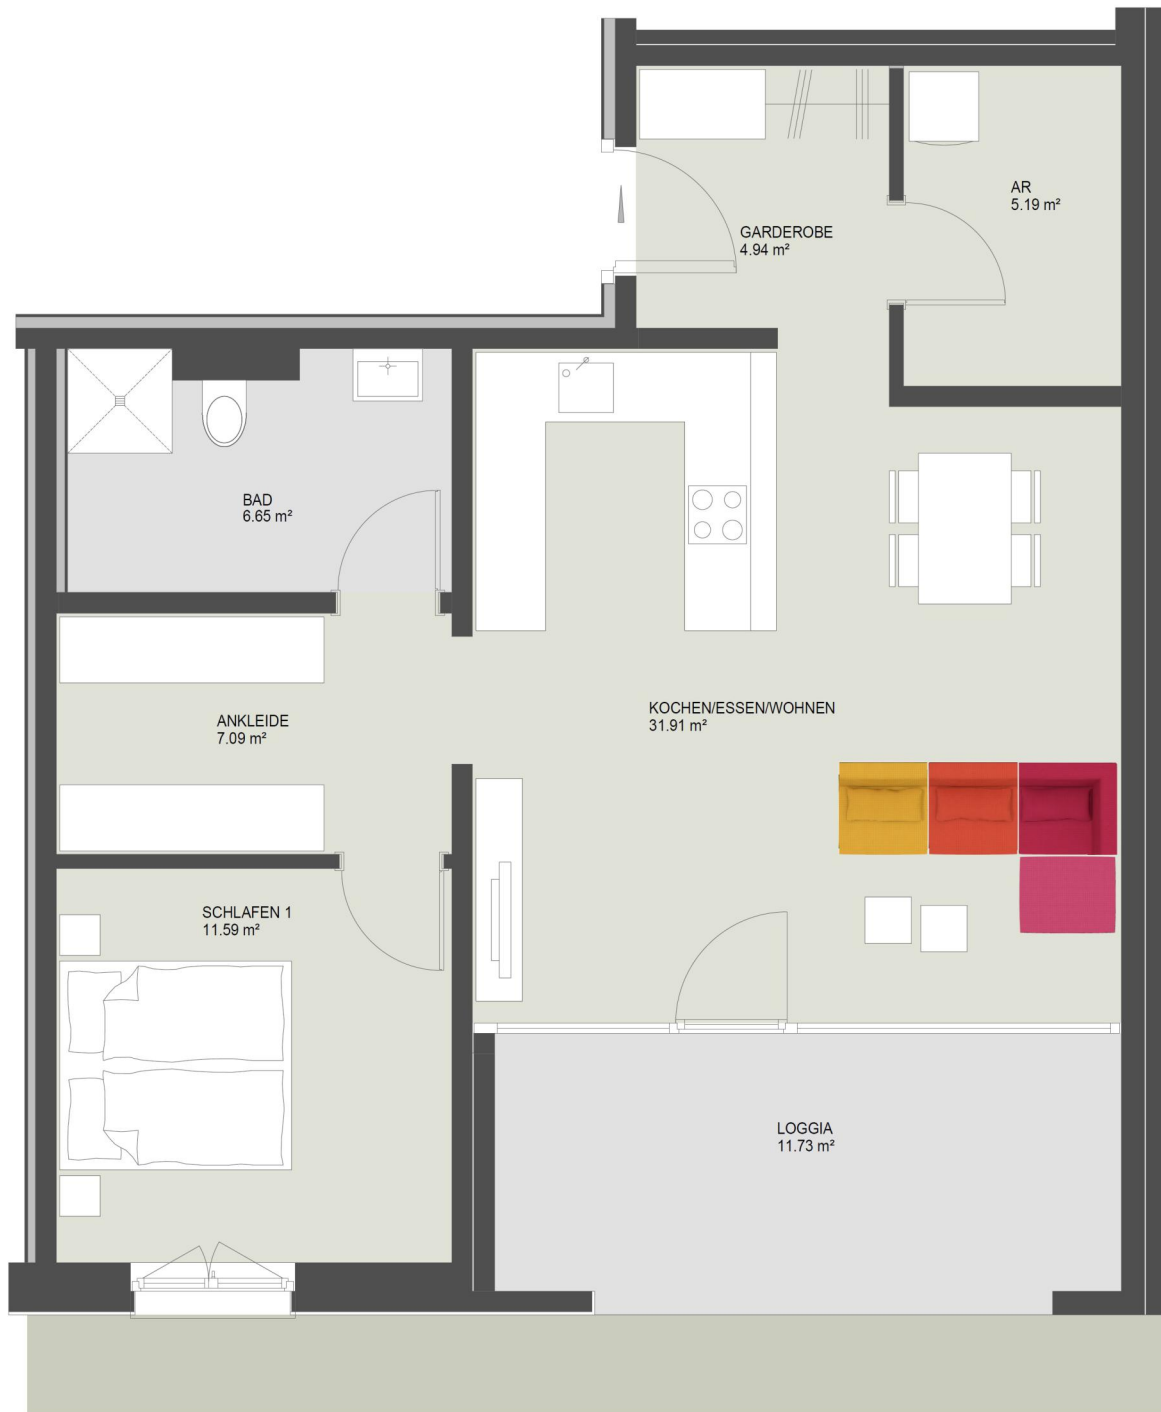 AR
5.19 m²
GARDEROBE
4.94 m²
BAD
6.65 m²
KOCHEN/ESSEN/WOHNEN
31.91 m²
ANKLEIDE
7.09 m²
SCHLAFEN 1
11.59 m²
LOGGIA
11.73 m²